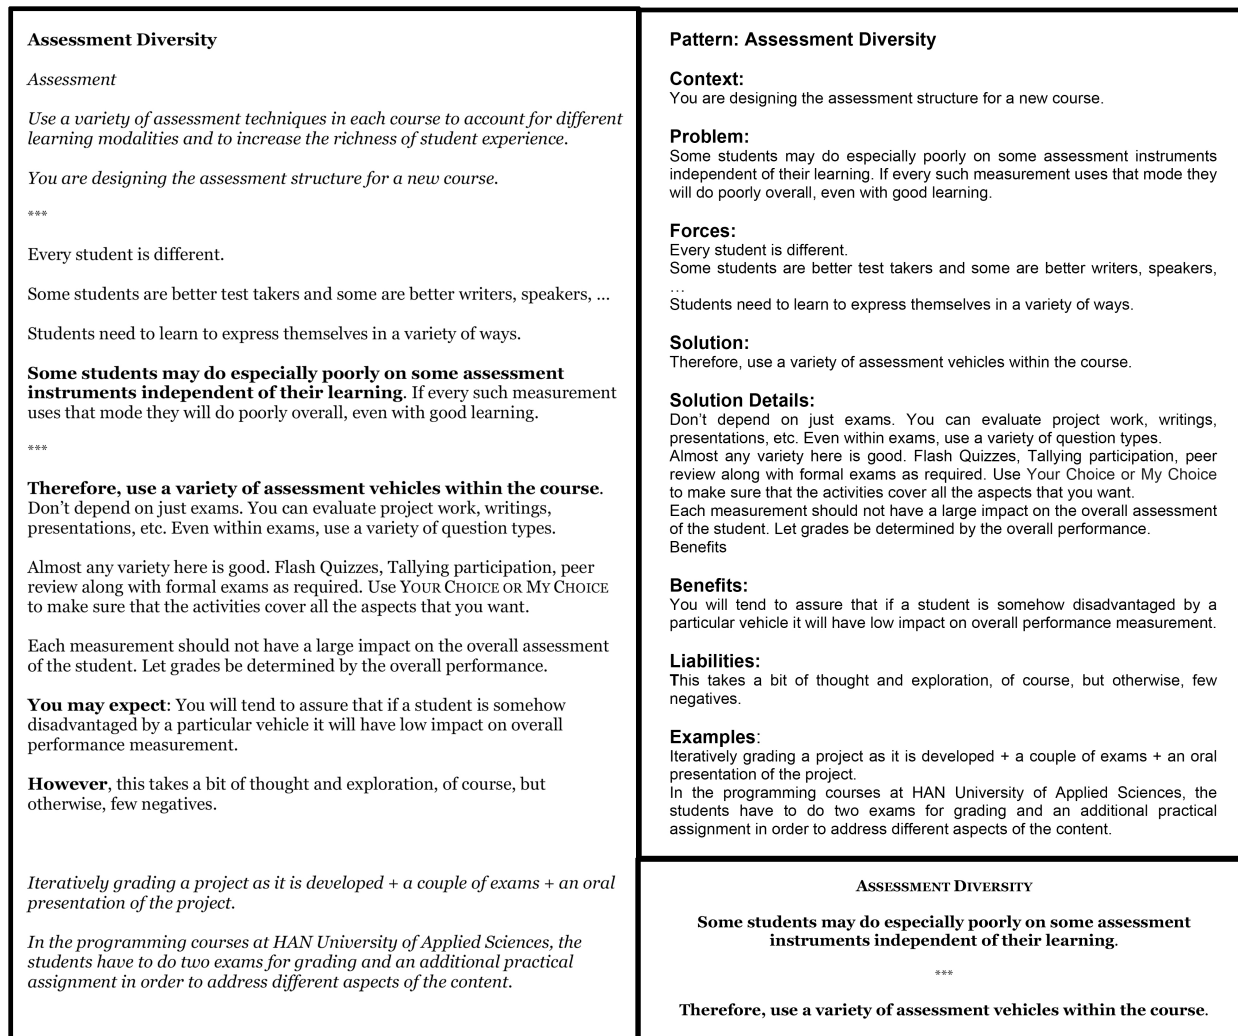 Assessment Diversity
Assessment
Use a variety of assessment techniques in each course to account for different
learning modalities and to increase the richness of student experience.
You are designing the assessment structure for a new course.
***
Every student is different.
Some students are better test takers and some are better writers, speakers, ...
Students need to learn to express themselves in a variety of ways.
Some students may do especially poorly on some assessment
instruments independent of their learning. If every such measurement
uses that mode they will do poorly overall, even with good learning.
***
Therefore, use a variety of assessment vehicles within the course.
Don't depend on just exams. You can evaluate project work, writings,
presentations, etc. Even within exams, use a variety of question types.
Almost any variety here is good. Flash Quizzes, Tallying participation, peer
review along with formal exams as required. Use YOUR CHOICE OR MY CHOICE
to make sure that the activities cover all the aspects that you want.
Each measurement should not have a large impact on the overall assessment
of the student. Let grades be determined by the overall performance.
You may expect: You will tend to assure that if a student is somehow
disadvantaged by a particular vehicle it will have low impact on overall
performance measurement.
However, this takes a bit of thought and exploration, of course, but
otherwise, few negatives.
Iteratively grading a project as it is developed + a couple of exams + an oral
presentation of the project.
In the programming courses at HAN University of Applied Sciences, the
students have to do two exams for grading and an additional practical
assignment in order to address different aspects of the content.
Pattern: Assessment Diversity
Context:
You are designing the assessment structure for a new course.
Problem:
Some students may do especially poorly on some assessment instruments
independent of their learning. If every such measurement uses that mode they
will do poorly overall, even with good learning.
Forces:
Every student is different.
Some students are better test takers and some are better writers, speakers,
…
Students need to learn to express themselves in a variety of ways.
Solution:
Therefore, use a variety of assessment vehicles within the course.
Solution Details:
Don't depend on just exams. You can evaluate project work, writings,
presentations, etc. Even within exams, use a variety of question types.
Almost any variety here is good. Flash Quizzes, Tallying participation, peer
review along with formal exams as required. Use Your Choice or My Choice
to make sure that the activities cover all the aspects that you want.
Each measurement should not have a large impact on the overall assessment
of the student. Let grades be determined by the overall performance.
Benefits
Benefits:
You will tend to assure that if a student is somehow disadvantaged by a
particular vehicle it will have low impact on overall performance measurement.
Liabilities:
This takes a bit of thought and exploration, of course, but otherwise, few
negatives.
Examples:
Iteratively grading a project as it is developed + a couple of exams + an oral
presentation of the project.
In the programming courses at HAN University of Applied Sciences, the
students have to do two exams for grading and an additional practical
assignment in order to address different aspects of the content.
ASSESSMENT DIVERSITY
Some students may do especially poorly on some assessment
instruments independent of their learning.
***
Therefore, use a variety of assessment vehicles within the course.